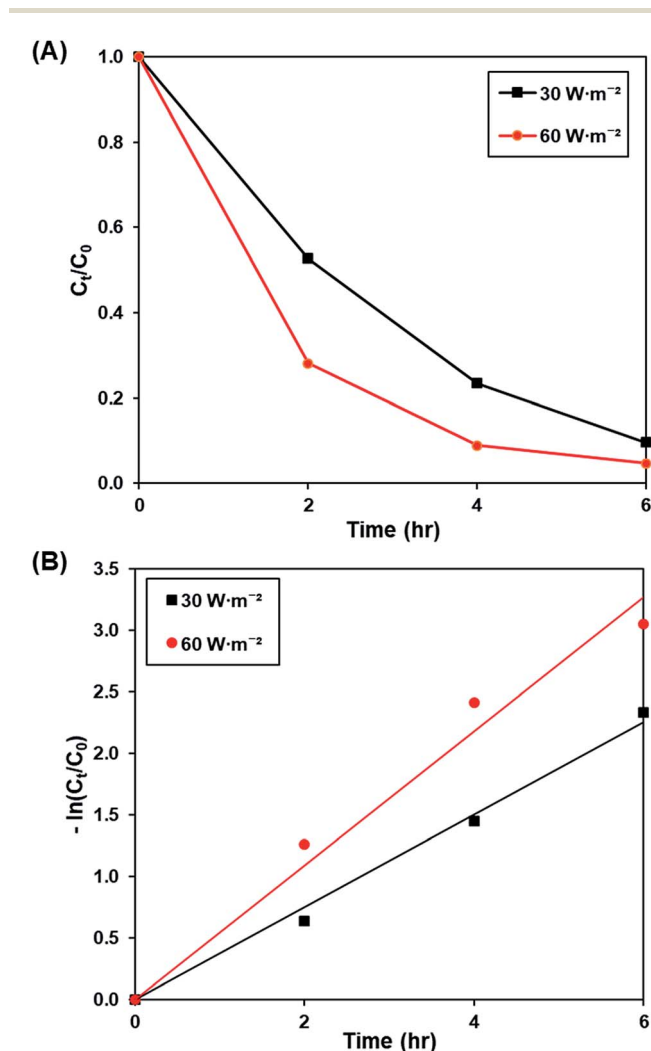 (A)
1.0
0.8
0.6
0.4
0.2
0.0
Cₜ/C₀
30 W·m⁻²
60 W·m⁻²
0 2 4 6
Time (hr)
(B)
3.5
3.0
2.5
2.0
1.5
1.0
0.5
0.0
- ln(Cₜ/C₀)
30 W·m⁻²
60 W·m⁻²
0 2 4 6
Time (hr)